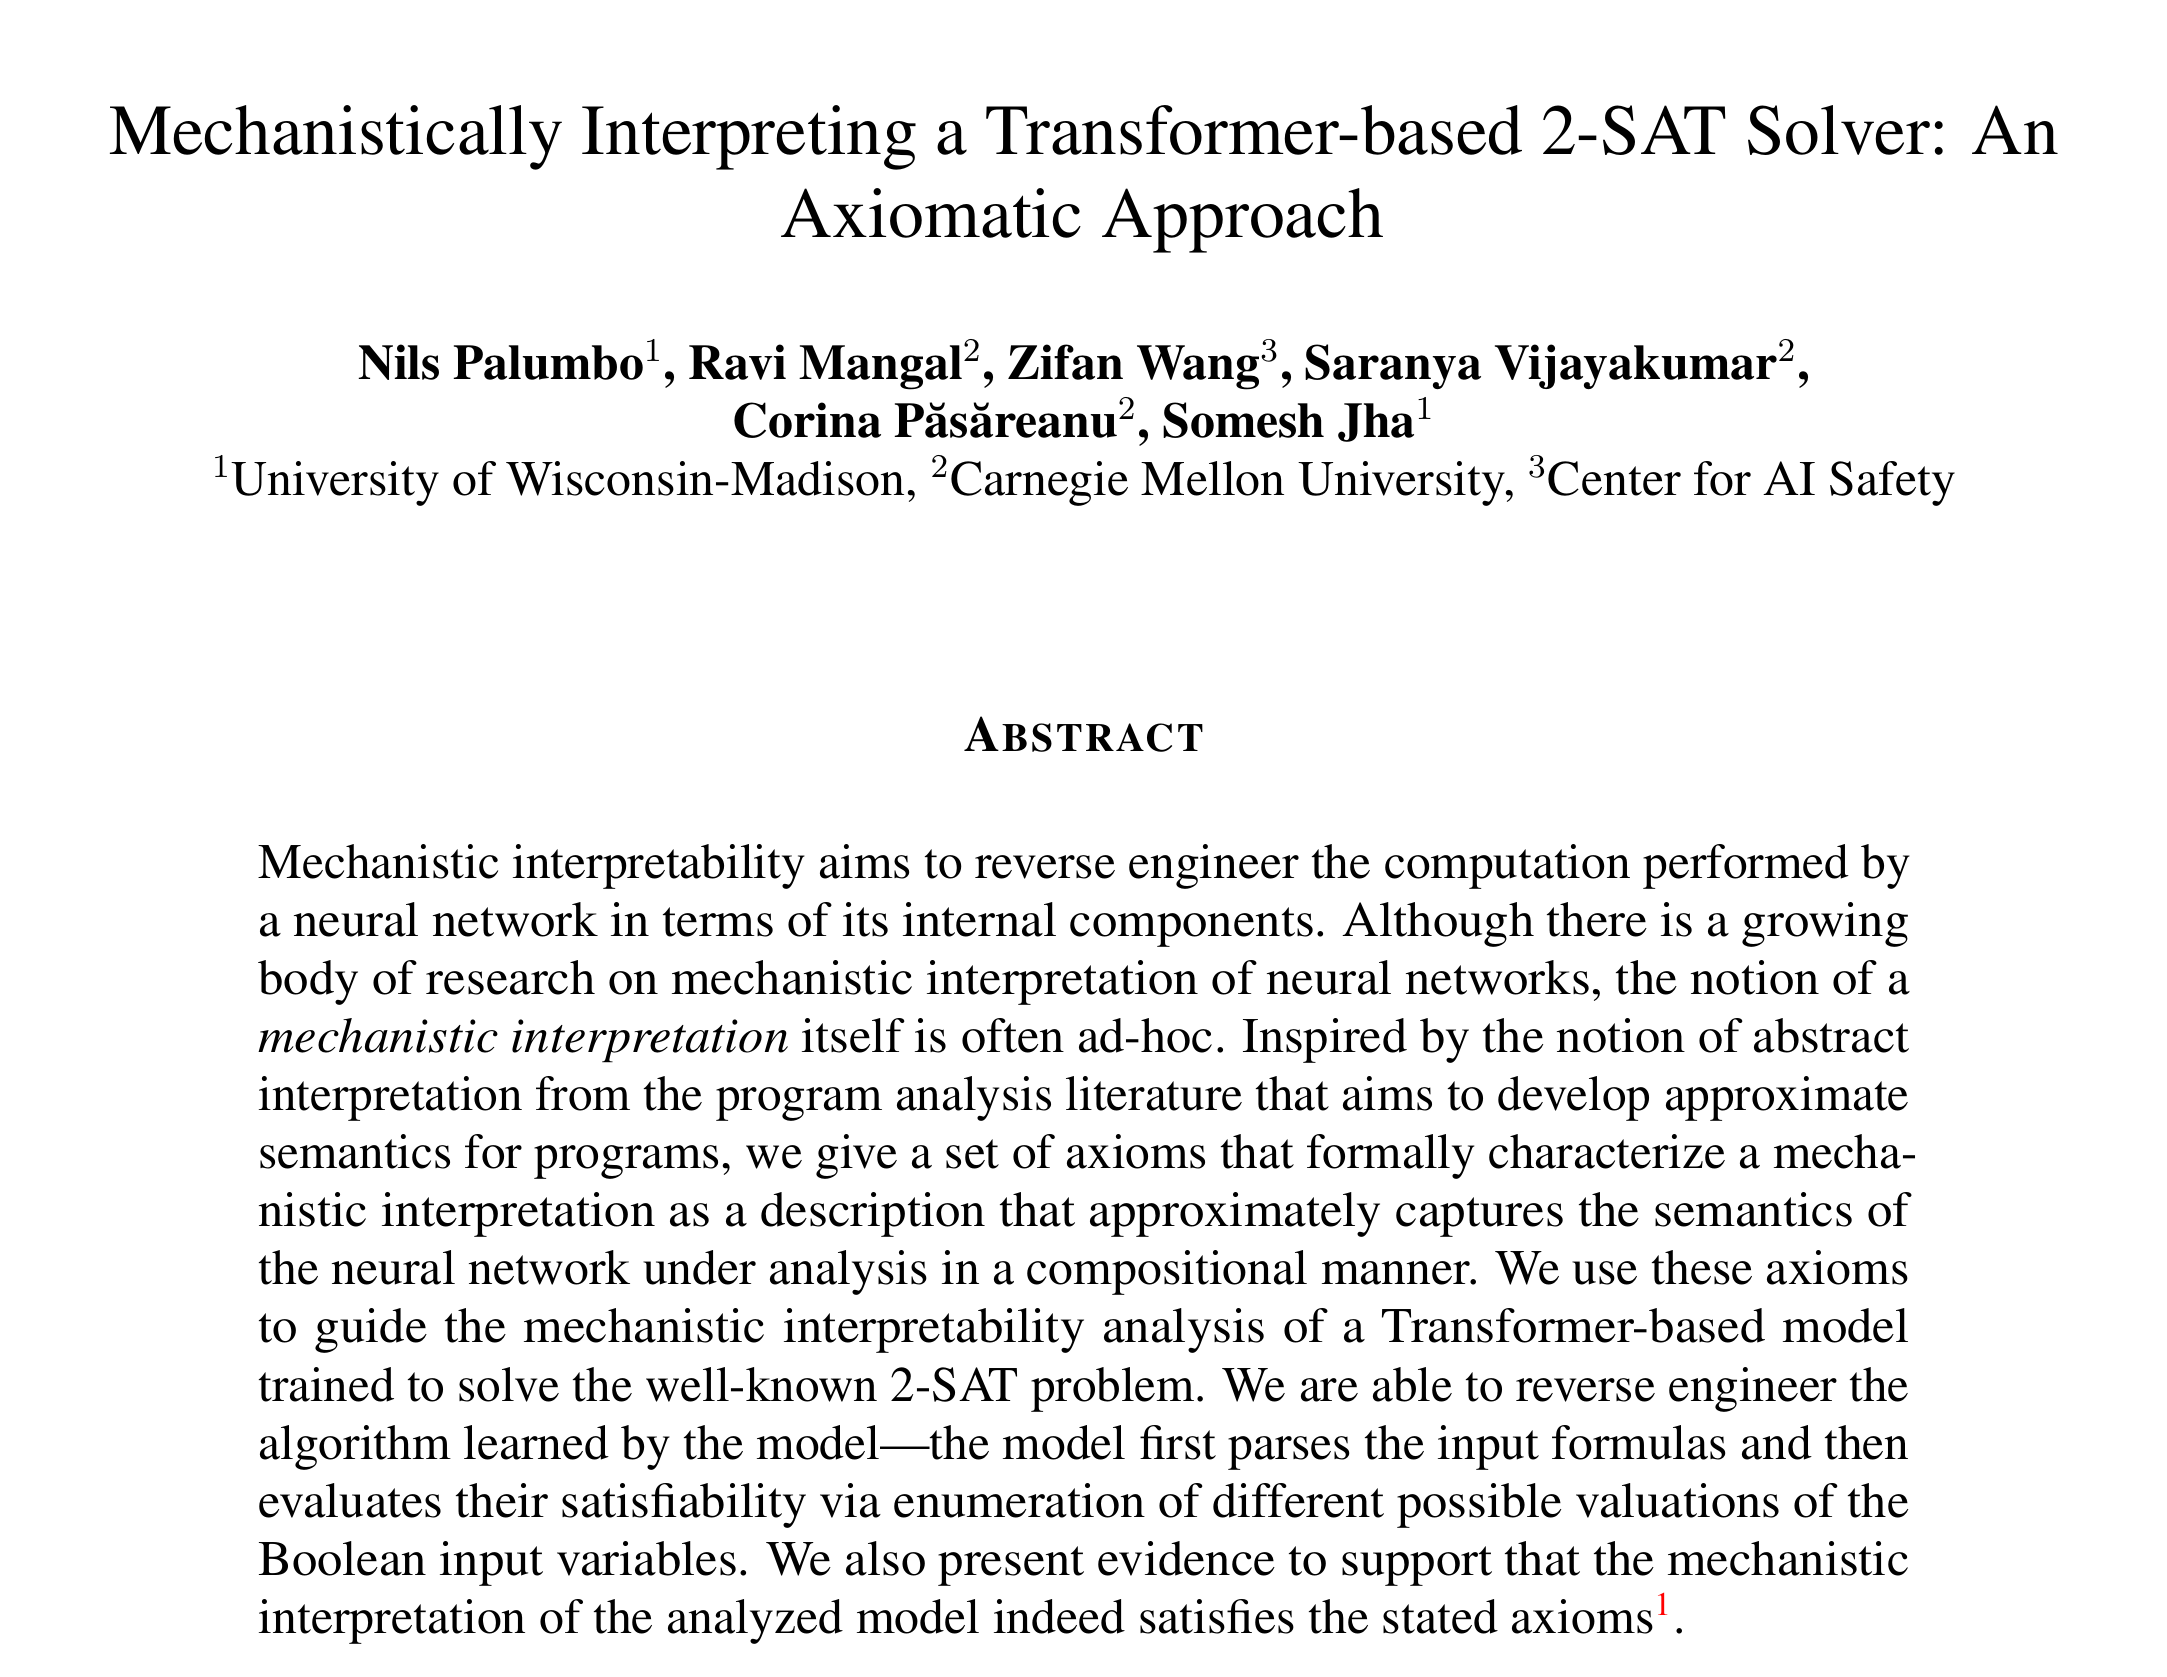 Mechanistically Interpreting a Transformer-based 2-SAT Solver: An
Axiomatic Approach
Nils Palumbo¹, Ravi Mangal², Zifan Wang³, Saranya Vijayakumar²,
Corina Păsăreanu², Somesh Jha¹
¹University of Wisconsin-Madison, ²Carnegie Mellon University, ³Center for AI Safety
ABSTRACT
Mechanistic interpretability aims to reverse engineer the computation performed by
a neural network in terms of its internal components. Although there is a growing
body of research on mechanistic interpretation of neural networks, the notion of a
mechanistic interpretation itself is often ad-hoc. Inspired by the notion of abstract
interpretation from the program analysis literature that aims to develop approximate
semantics for programs, we give a set of axioms that formally characterize a mecha-
nistic interpretation as a description that approximately captures the semantics of
the neural network under analysis in a compositional manner. We use these axioms
to guide the mechanistic interpretability analysis of a Transformer-based model
trained to solve the well-known 2-SAT problem. We are able to reverse engineer the
algorithm learned by the model—the model first parses the input formulas and then
evaluates their satisfiability via enumeration of different possible valuations of the
Boolean input variables. We also present evidence to support that the mechanistic
interpretation of the analyzed model indeed satisfies the stated axioms¹.